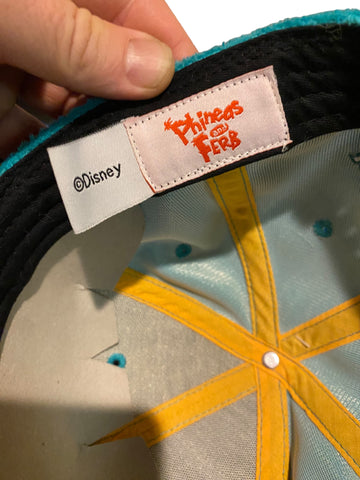 ©Disney
Phineas
and
FERB